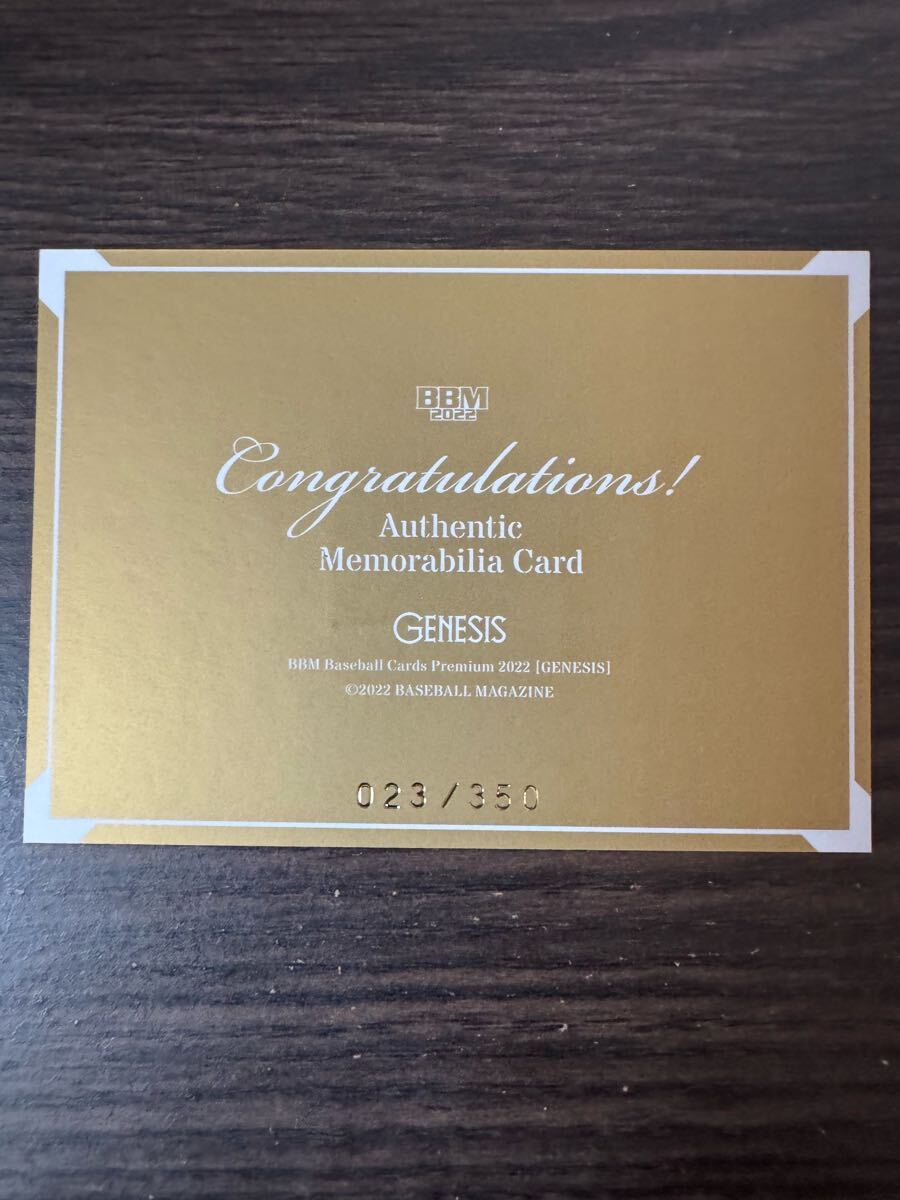 BBM
2022
Congratulations!
Authentic
Memorabilia Card
GENESIS
BBM Baseball Cards Premium 2022 [GENESIS]
©2022 BASEBALL MAGAZINE
023/350